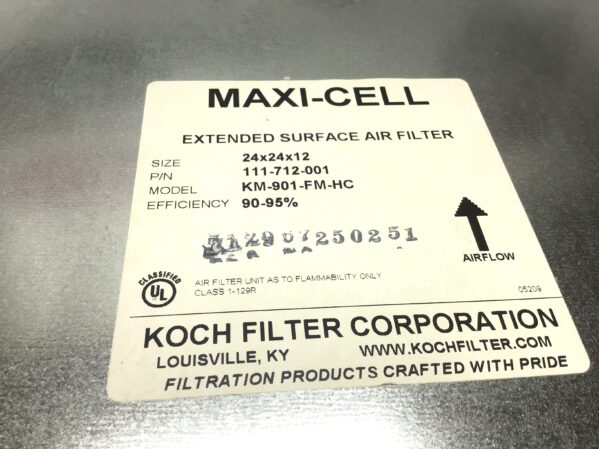 MAXI-CELL
EXTENDED SURFACE AIR FILTER
SIZE 24x24x12
P/N 111-712-001
MODEL KM-901-FM-HC
EFFICIENCY 90-95%
AIRFLOW
CLASSIFIED
UL
AIR FILTER UNIT AS TO FLAMMABILITY ONLY
CLASS 1-129R
05209
KOCH FILTER CORPORATION
LOUISVILLE, KY WWW.KOCHFILTER.COM
FILTRATION PRODUCTS CRAFTED WITH PRIDE